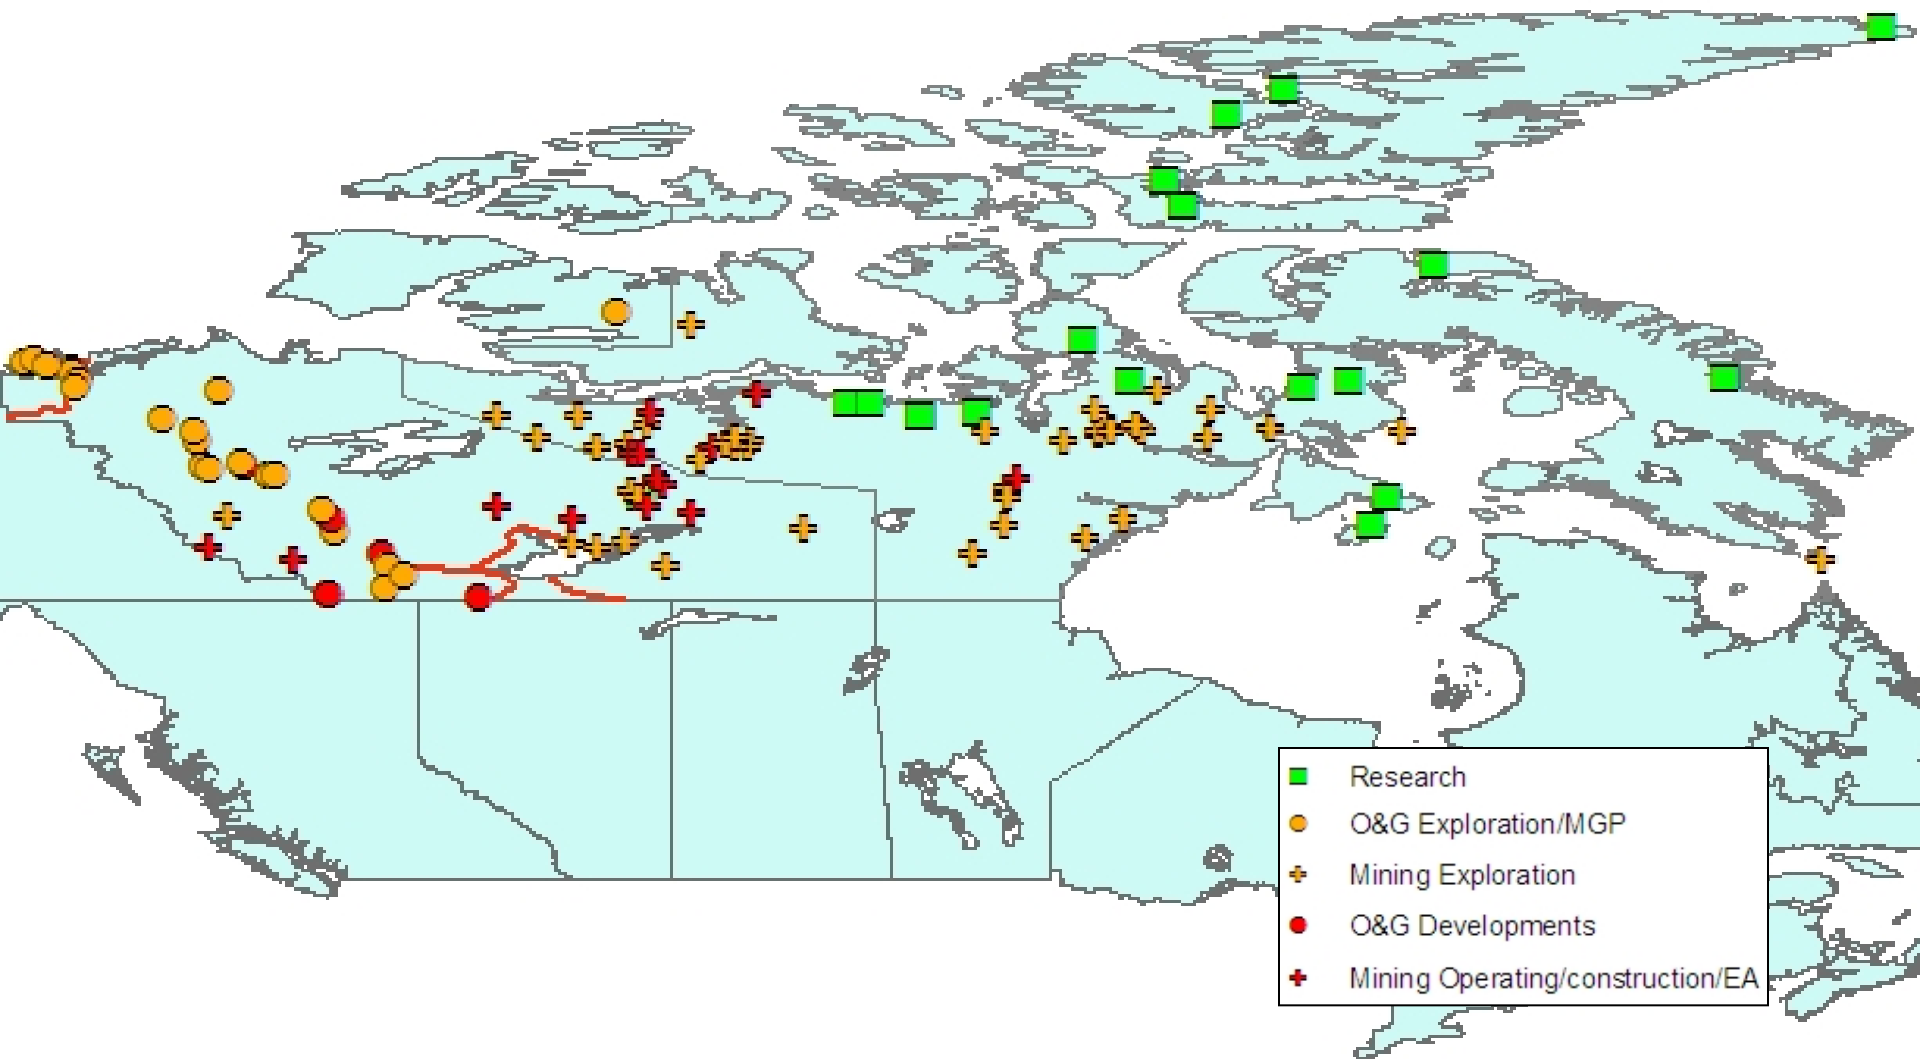 Research
O&G Exploration/MGP
Mining Exploration
O&G Developments
Mining Operating/construction/EA